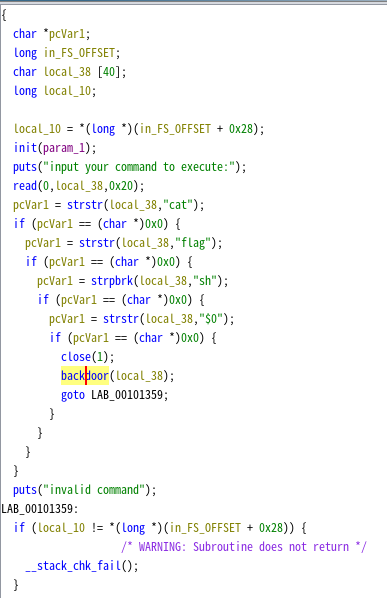 {
  char *pcVar1;
  long in_FS_OFFSET;
  char local_38 [40];
  long local_10;

  local_10 = *(long *)(in_FS_OFFSET + 0x28);
  init(param_1);
  puts("input your command to execute:");
  read(0,local_38,0x20);
  pcVar1 = strstr(local_38,"cat");
  if (pcVar1 == (char *)0x0) {
    pcVar1 = strstr(local_38,"flag");
    if (pcVar1 == (char *)0x0) {
      pcVar1 = strpbrk(local_38,"sh");
      if (pcVar1 == (char *)0x0) {
        pcVar1 = strstr(local_38,"$0");
        if (pcVar1 == (char *)0x0) {
          close(1);
          backdoor(local_38);
          goto LAB_00101359;
        }
      }
    }
  }
  puts("invalid command");
LAB_00101359:
  if (local_10 != *(long *)(in_FS_OFFSET + 0x28)) {
                    /* WARNING: Subroutine does not return */
    __stack_chk_fail();
  }